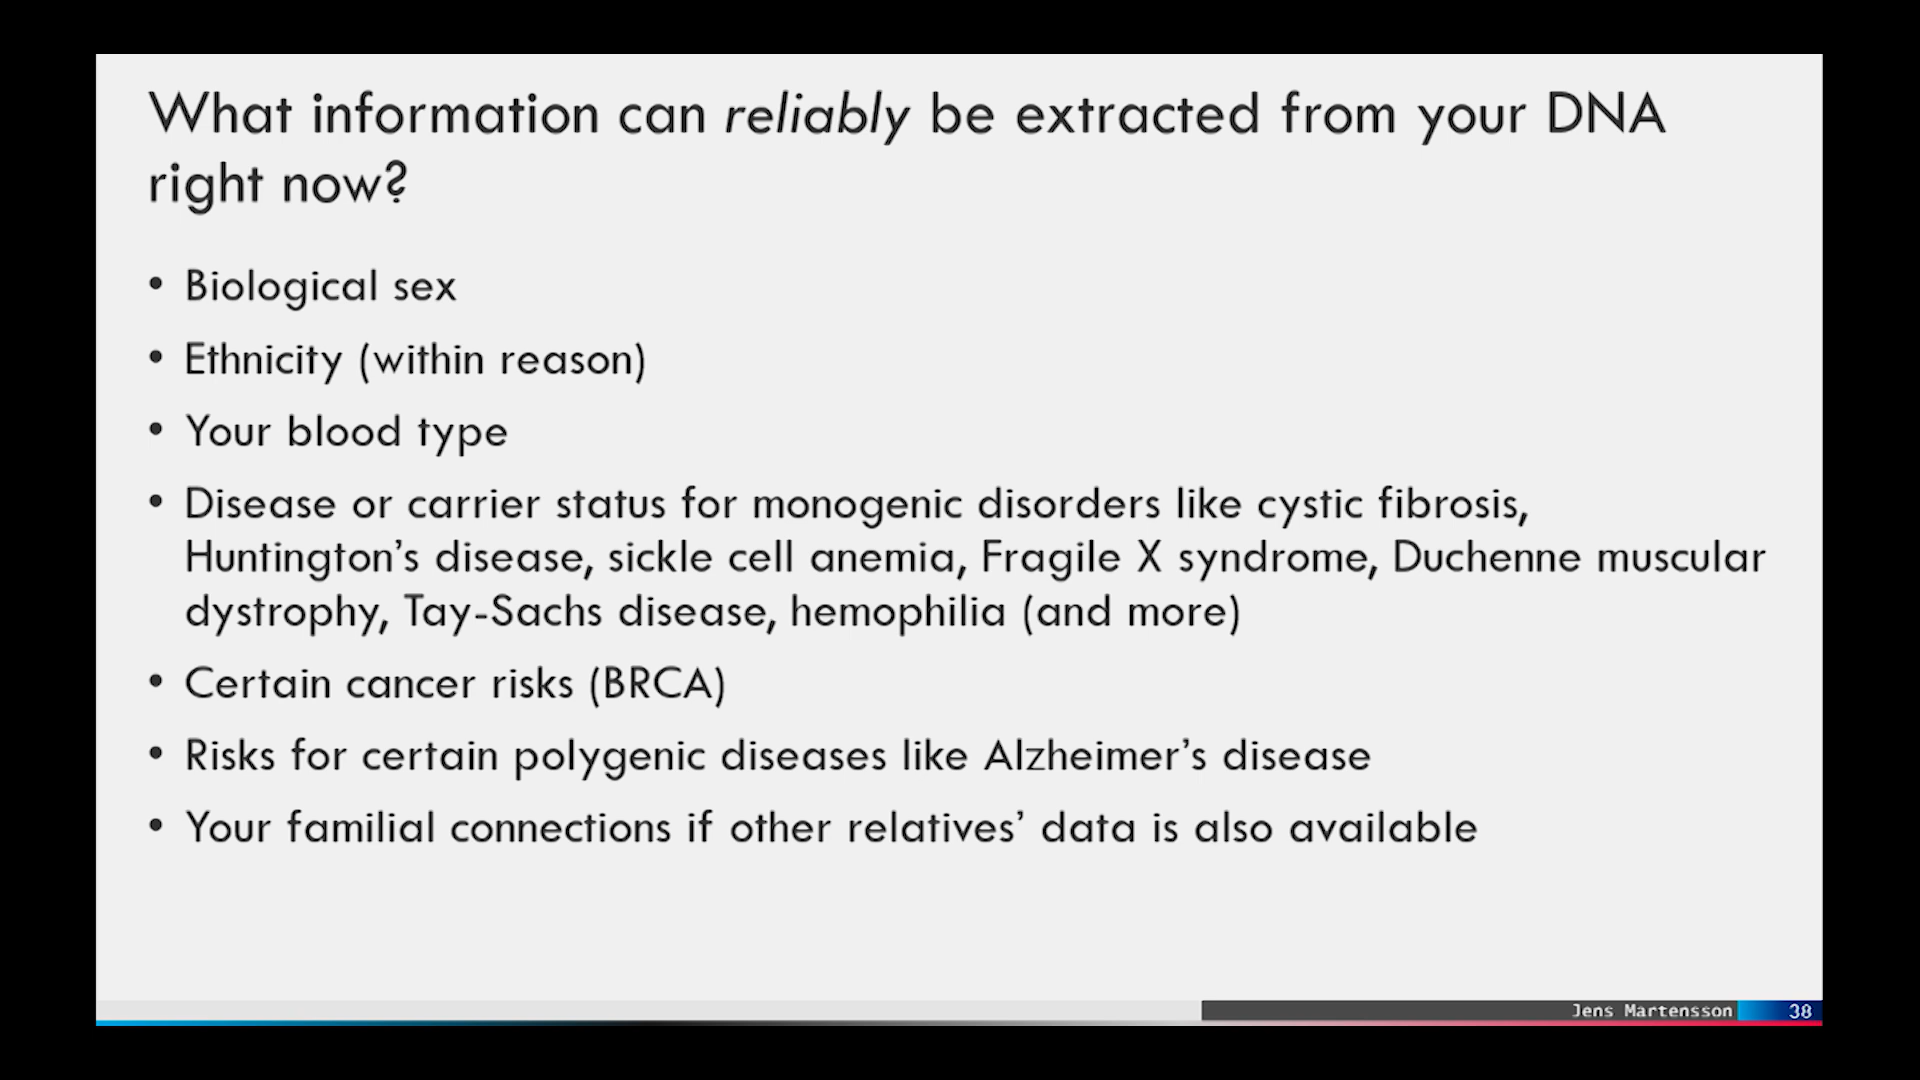 What information can reliably be extracted from your DNA
right now?
• Biological sex
• Ethnicity (within reason)
• Your blood type
• Disease or carrier status for monogenic disorders like cystic fibrosis,
Huntington’s disease, sickle cell anemia, Fragile X syndrome, Duchenne muscular
dystrophy, Tay-Sachs disease, hemophilia (and more)
• Certain cancer risks (BRCA)
• Risks for certain polygenic diseases like Alzheimer’s disease
• Your familial connections if other relatives’ data is also available
Jens Martensson 38